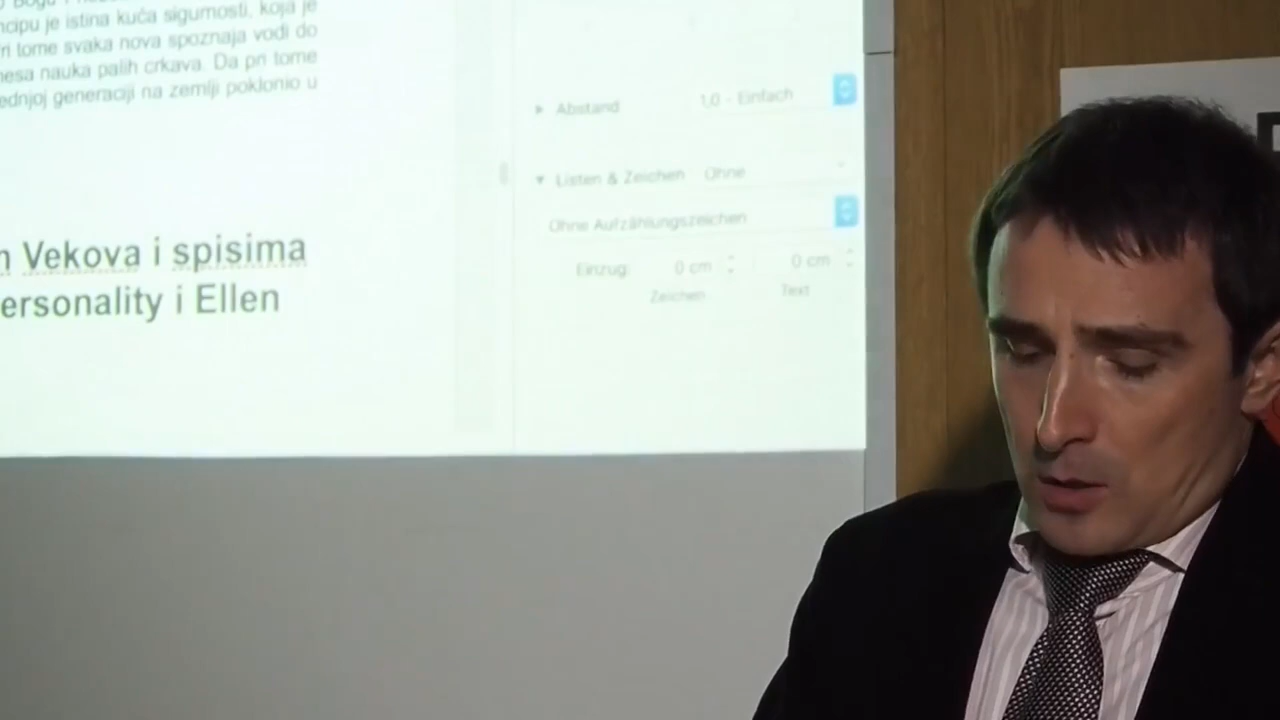 Bogu i
ncipu je istina kuća sigurnosti, koja je
ri tome svaka nova spoznaja vodi do
nesa nauka palih crkava. Da pri tome
ednjoj generaciji na zemlji poklonio u
n Vekova i spisima
ersonality i Ellen
Abstand 1,0 - Einfach
Listen & Zeichen Ohne
Ohne Aufzählungszeichen
Einzug: 0 cm 0 cm
Zeichen Text